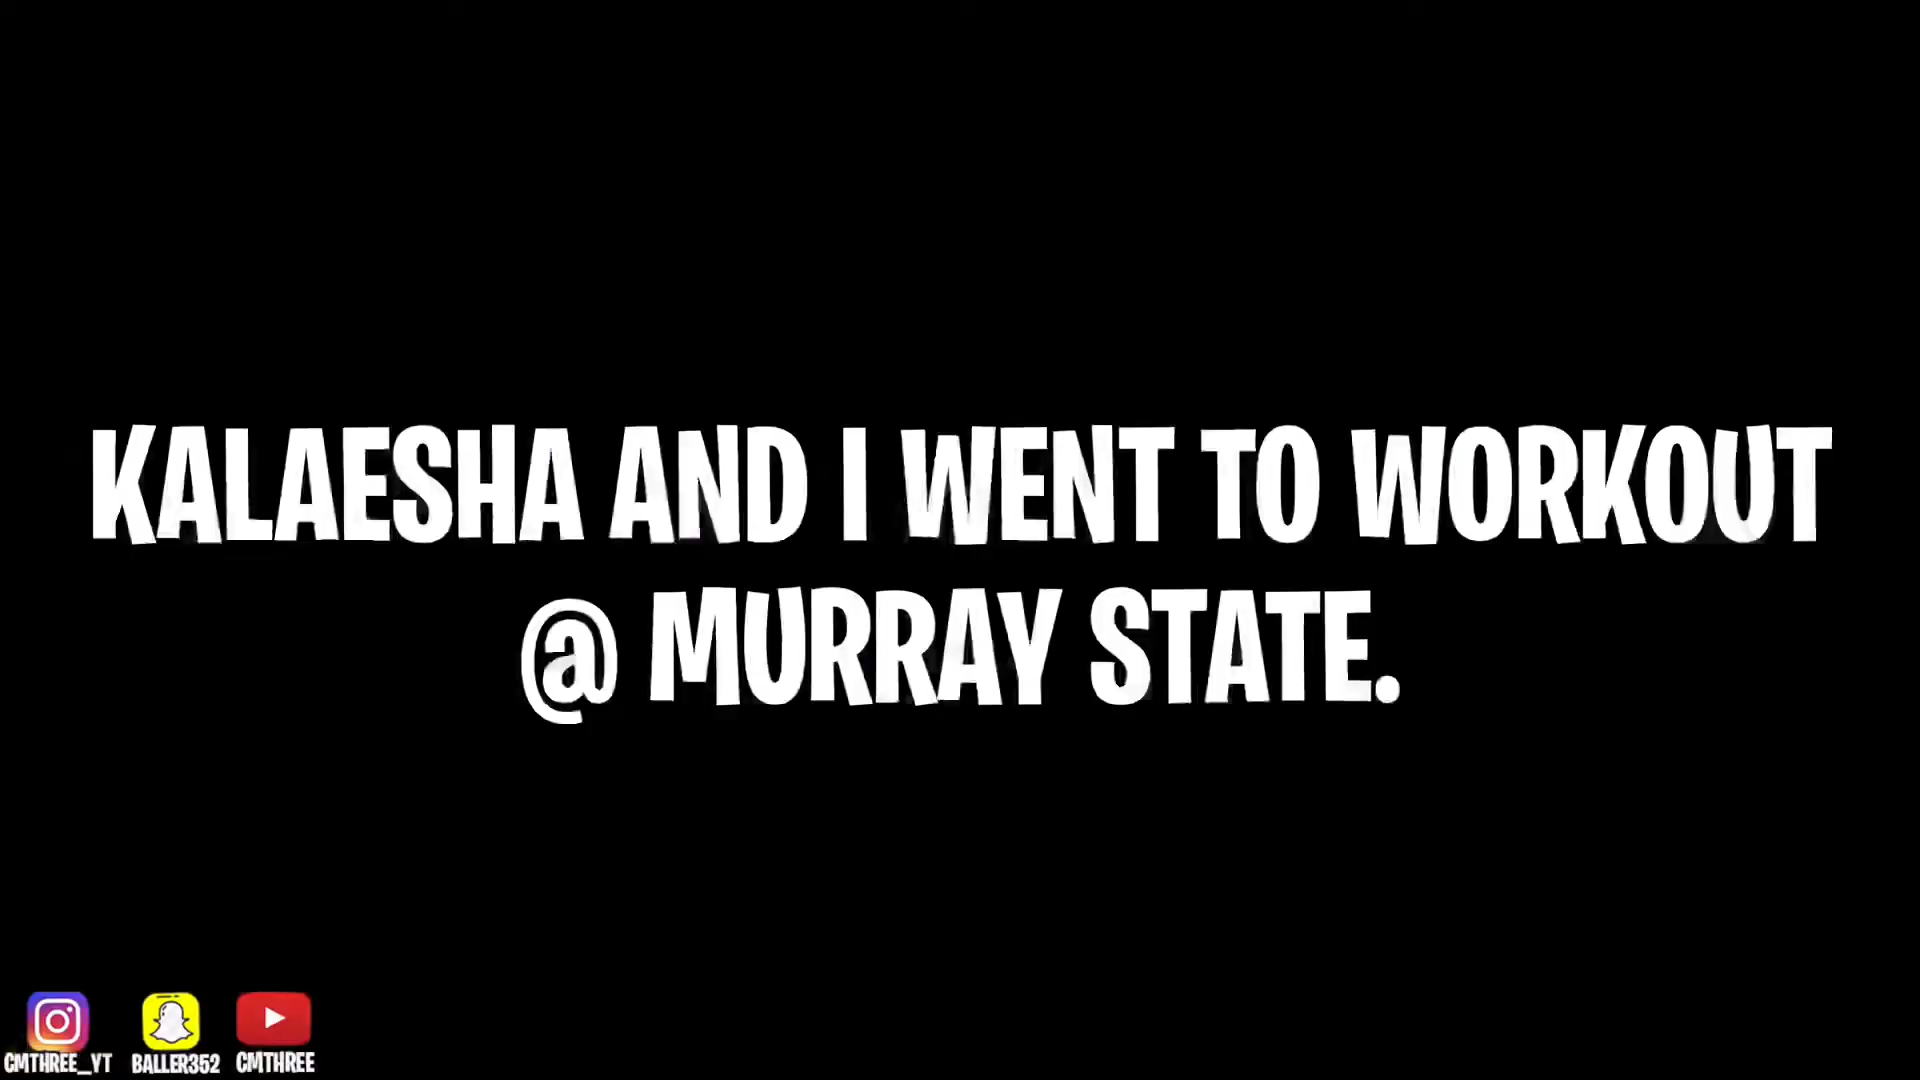 KALAESHA AND I WENT TO WORKOUT
@ MURRAY STATE.
CMTHREE_YT BALLER352 CMTHREE